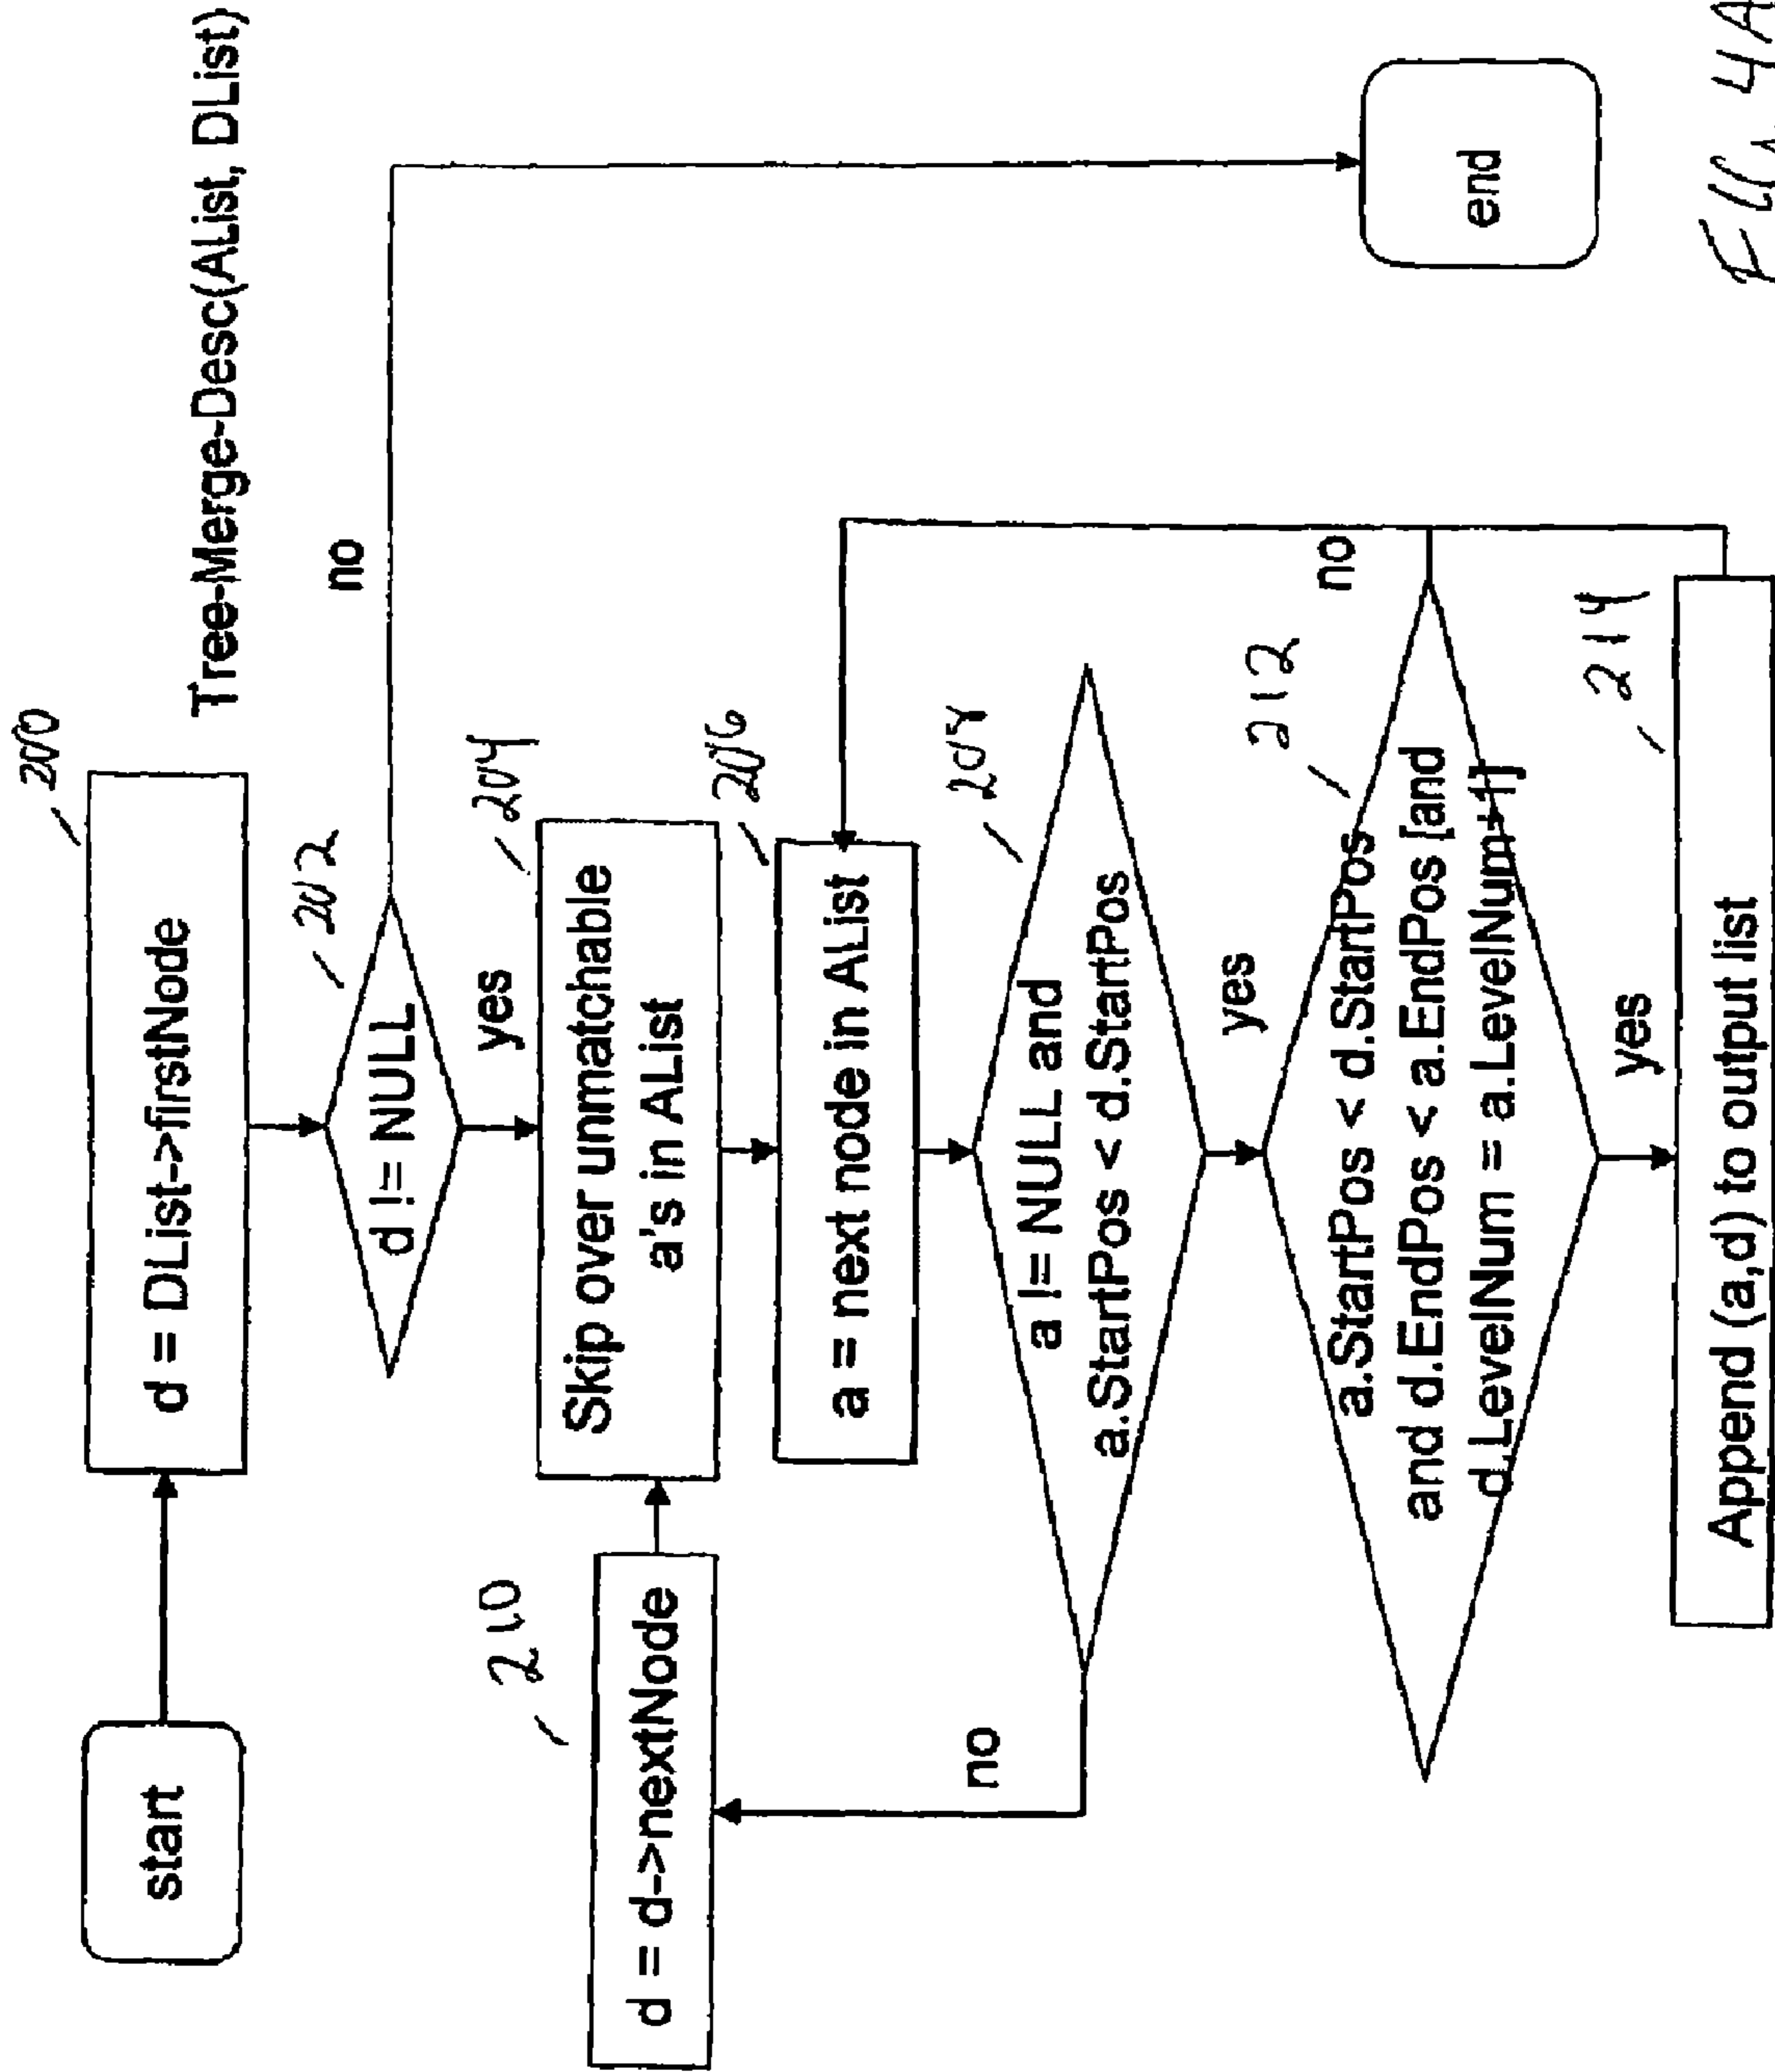 Tree-Merge-Desc(AList, DList)
start
d = DList->firstNode
200
d != NULL
202
no
yes
Skip over unmatchable
a's in AList
204
d = d->nextNode
210
a = next node in AList
206
a != NULL and
a.StartPos < d.StartPos
208
no
yes
a.StartPos < d.StartPos
and d.EndPos < a.EndPos [and
d.LevelNum = a.LevelNum+1]
212
no
yes
Append (a,d) to output list
214
end
FIG. 4A